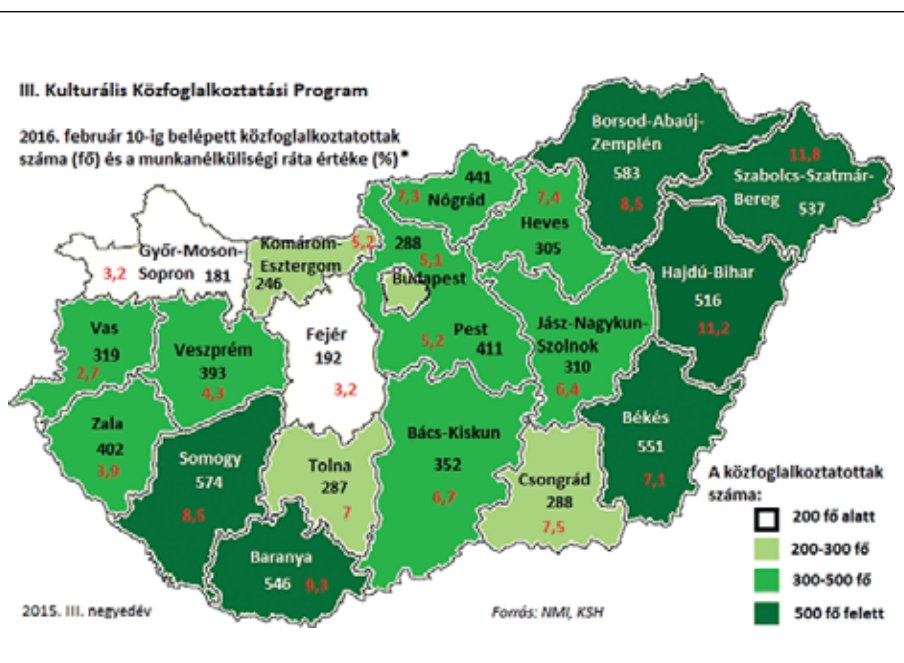 III. Kulturális Közfoglalkoztatási Program
2016. február 10-ig belépett közfoglalkoztatottak
száma (fő) és a munkanélküliségi ráta értéke (%)*
Borsod-Abaúj-
Zemplén
583
8,5
11,8
Szabolcs-Szatmár-
Bereg 537
441
7,3 Nógrád
7,4
Heves
305
Győr-Moson-
3,2 Sopron 181
Komárom- 5,2
Esztergom
246
288
5,1
Budapest
Hajdú-Bihar
516
11,2
Vas
319
2,7
Veszprém
393
4,3
Fejér
192
3,2
5,2 Pest
411
Jász-Nagykun-
Szolnok
310
6,4
Zala
402
3,9
Somogy
574
8,5
Tolna
287
7
Bács-Kiskun
352
6,7
Csongrád
288
7,5
Békés
551
7,1
Baranya
546 9,3
A közfoglalkoztatottak
száma:
200 fő alatt
200-300 fő
300-500 fő
500 fő felett
2015. III. negyedév
Forrás: NMI, KSH